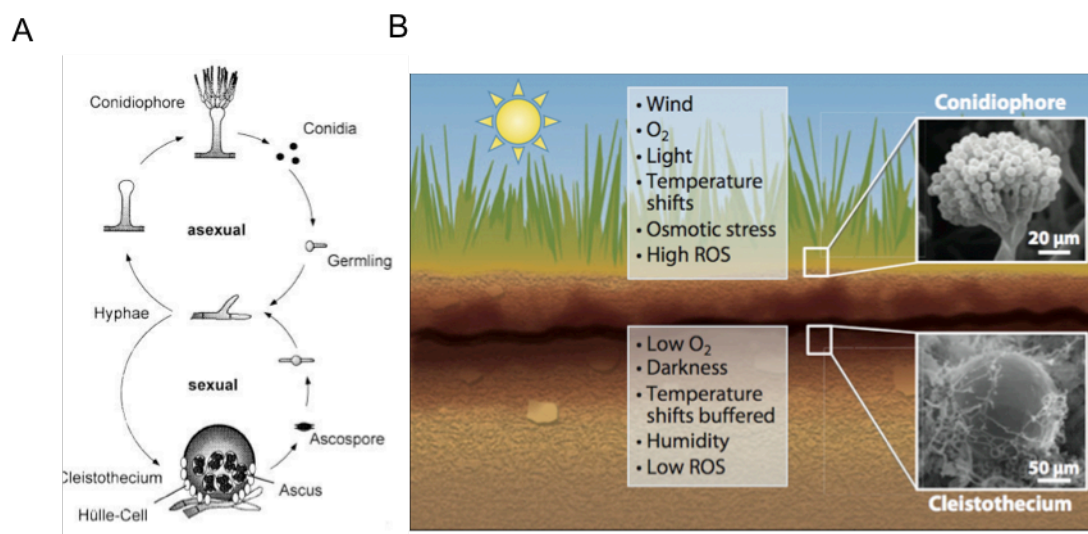 A
B
Conidiophore
Conidia
asexual
Germling
Hyphae
sexual
Ascospore
Cleistothecium
Ascus
Hülle-Cell
• Wind
• O₂
• Light
• Temperature
shifts
• Osmotic stress
• High ROS
Conidiophore
20 µm
• Low O₂
• Darkness
• Temperature
shifts buffered
• Humidity
• Low ROS
50 µm
Cleistothecium